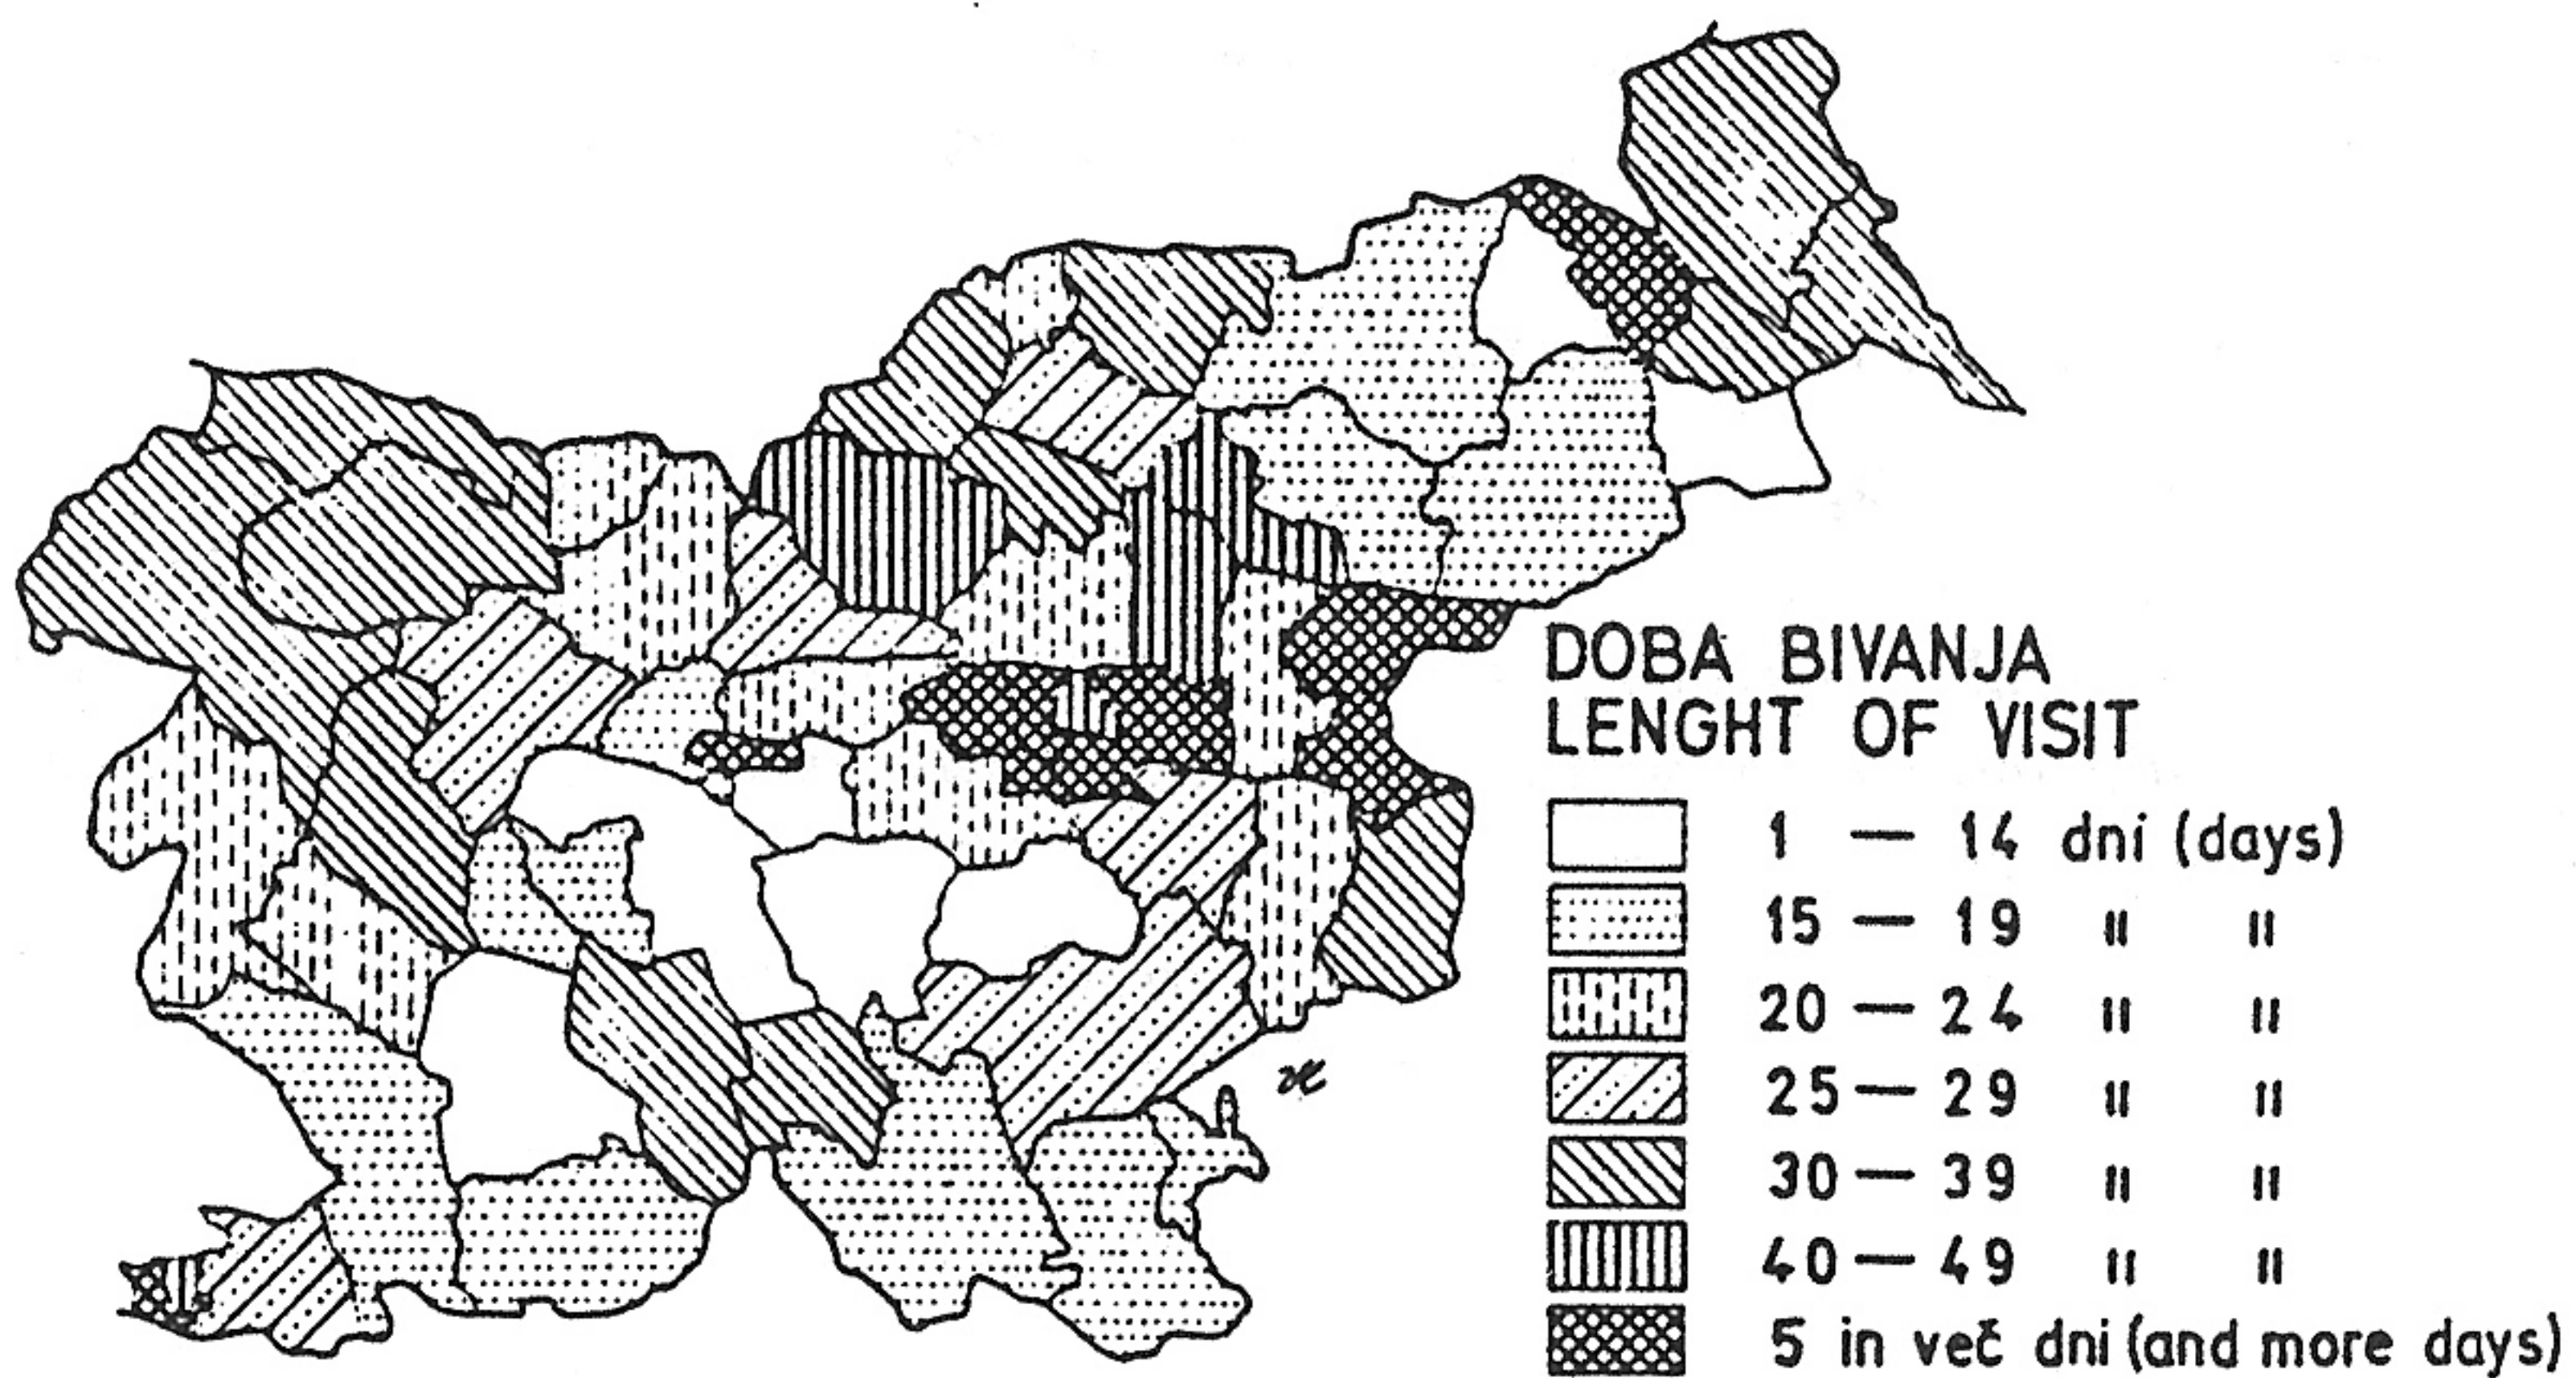 DOBA BIVANJA
LENGHT OF VISIT
1 — 14 dni (days)
15 — 19 " "
20 — 24 " "
25 — 29 " "
30 — 39 " "
40 — 49 " "
5 in več dni (and more days)